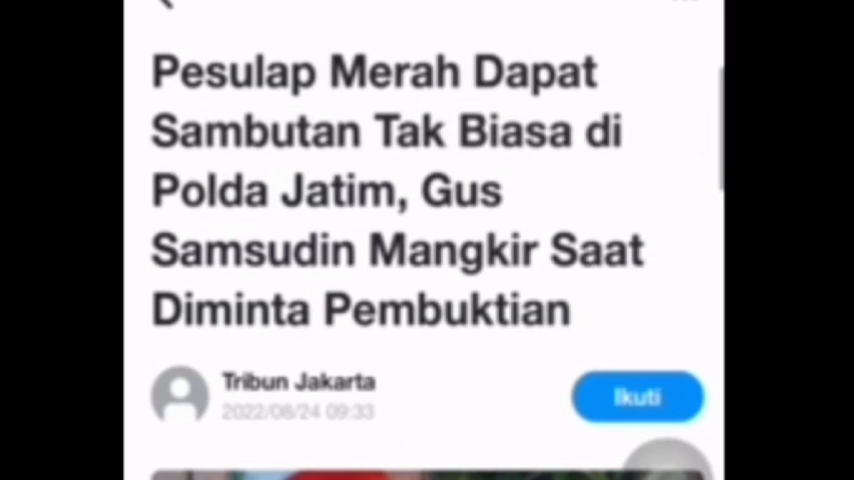 Pesulap Merah Dapat
Sambutan Tak Biasa di
Polda Jatim, Gus
Samsudin Mangkir Saat
Diminta Pembuktian
Tribun Jakarta
2022/08/24 09:33
Ikuti